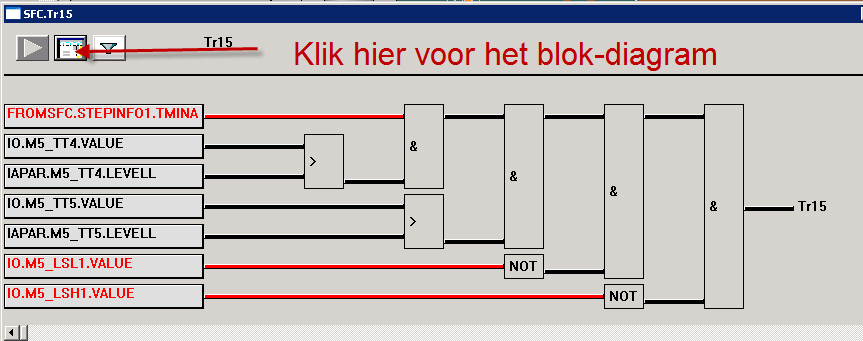 SFC.Tr15
Tr15
Klik hier voor het blok-diagram
FROMSFC.STEPINFO1.TMINA
IO.M5_TT4.VALUE
IAPAR.M5_TT4.LEVELL
IO.M5_TT5.VALUE
IAPAR.M5_TT5.LEVELL
IO.M5_LSL1.VALUE
IO.M5_LSH1.VALUE
>
&
>
&
NOT
&
NOT
&
Tr15